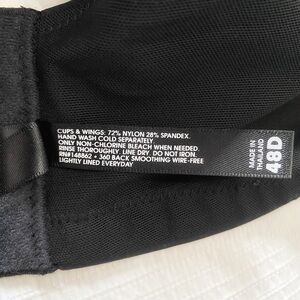 CUPS & WINGS: 72% NYLON 28% SPANDEX.
HAND WASH COLD SEPARATELY
ONLY NON-CHLORINE BLEACH WHEN NEEDED.
RINSE THOROUGHLY. LINE DRY. DO NOT IRON.
RN#148862 • 360 BACK SMOOTHING WIRE-FREE
LIGHTLY LINED EVERYDAY
MADE IN
THAILAND
48D